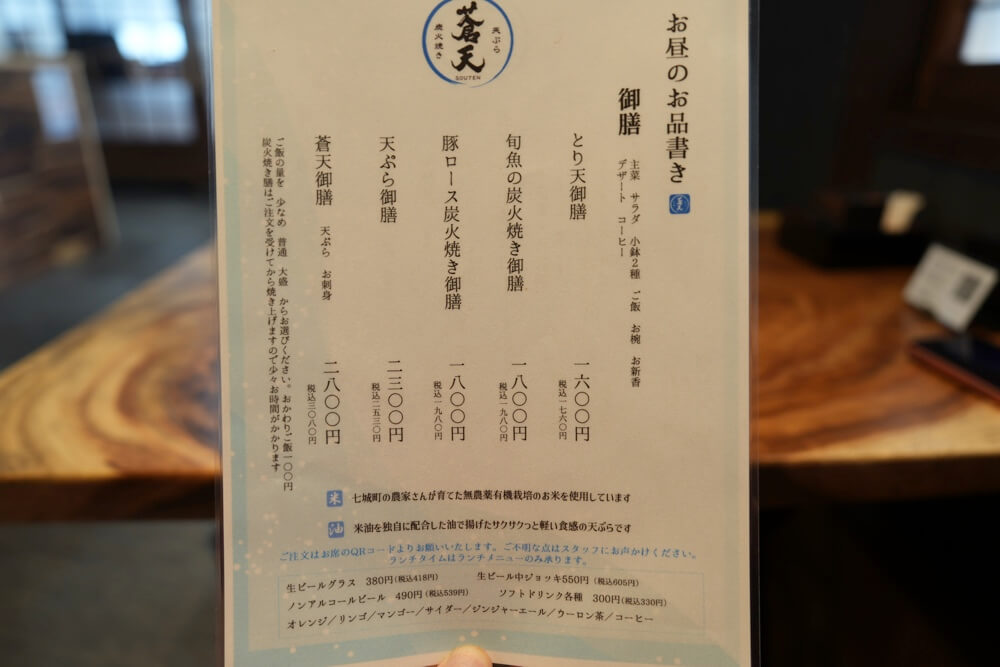 お昼のお品書き
夏
御膳
主菜 サラダ 小鉢2種 ご飯 お椀 お新香
デザート コーヒー
とり天御膳 一六〇〇円
税込一七六〇円
旬魚の炭火焼き御膳 一八〇〇円
税込一九八〇円
豚ロース炭火焼き御膳 一八〇〇円
税込一九八〇円
天ぷら御膳 二三〇〇円
税込二五三〇円
蒼天御膳 天ぷら お刺身 二八〇〇円
税込三〇八〇円
ご飯の量を 少なめ 普通 大盛 からお選びください。おかわりご飯一〇〇円
炭火焼き膳はご注文を受けてから焼き上げますので少々お時間がかかります
天ぷら
蒼天
炭火焼き
SOUTEN
米 七城町の農家さんが育てた無農薬有機栽培のお米を使用しています
油 米油を独自に配合した油で揚げたサクサクっと軽い食感の天ぷらです
ご注文はお席のQRコードよりお願いいたします。ご不明な点はスタッフにお声かけください。
ランチタイムはランチメニューのみ承ります。
生ビールグラス 380円(税込418円) 生ビール中ジョッキ550円(税込605円)
ノンアルコールビール 490円(税込539円) ソフトドリンク各種 300円(税込330円)
オレンジ／リンゴ／マンゴー／サイダー／ジンジャーエール／ウーロン茶／コーヒー